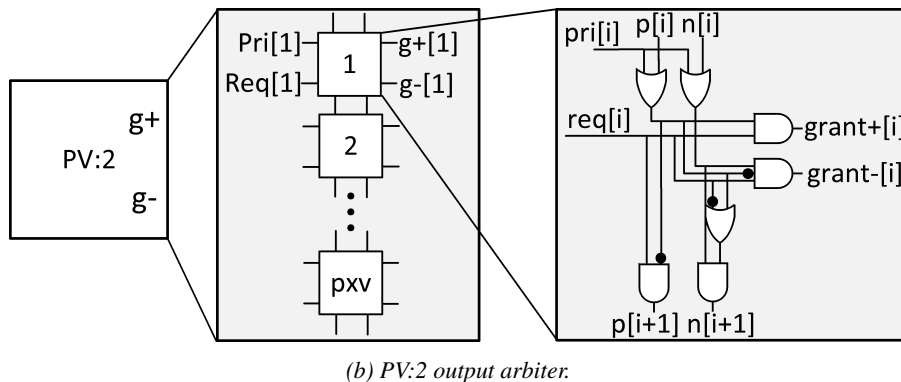 PV:2
g+
g-
Pri[1]
Req[1]
1
g+[1]
g-[1]
2
pxv
pri[i]
p[i] n[i]
req[i]
grant+[i]
grant-[i]
p[i+1] n[i+1]
(b) PV:2 output arbiter.